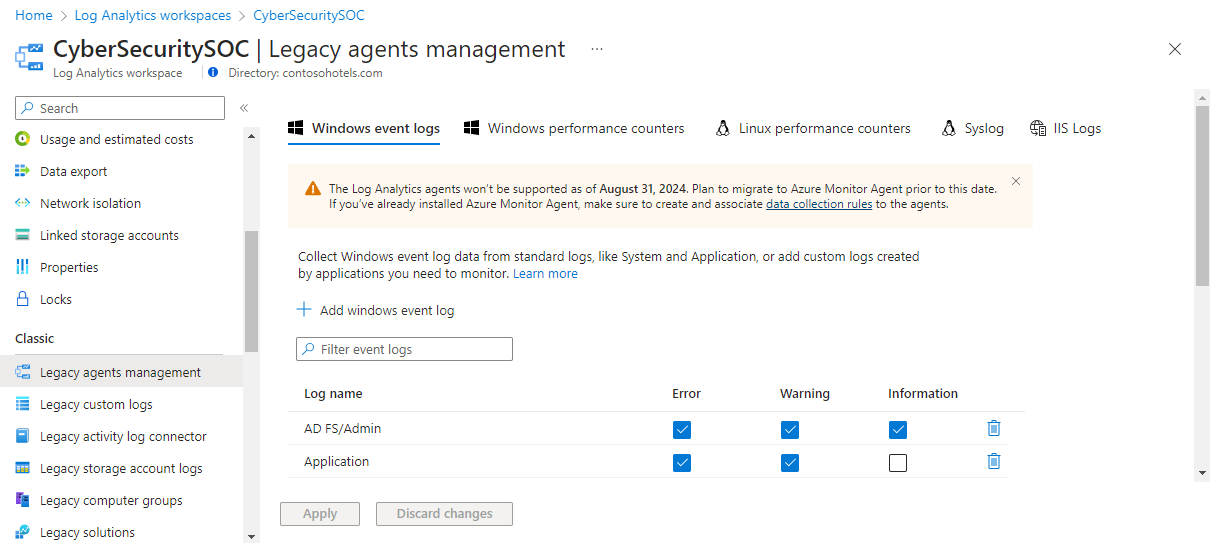 Home > Log Analytics workspaces > CyberSecuritySOC
CyberSecuritySOC | Legacy agents management ...
Log Analytics workspace
Directory: contosohotels.com
Search
Usage and estimated costs
Data export
Network isolation
Linked storage accounts
Properties
Locks
Classic
Legacy agents management
Legacy custom logs
Legacy activity log connector
Legacy storage account logs
Legacy computer groups
Legacy solutions
Windows event logs
Windows performance counters
Linux performance counters
Syslog
IIS Logs
The Log Analytics agents won't be supported as of August 31, 2024. Plan to migrate to Azure Monitor Agent prior to this date.
If you've already installed Azure Monitor Agent, make sure to create and associate data collection rules to the agents.
Collect Windows event log data from standard logs, like System and Application, or add custom logs created
by applications you need to monitor. Learn more
Add windows event log
Filter event logs
Log name Error Warning Information
AD FS/Admin
Application
Apply
Discard changes